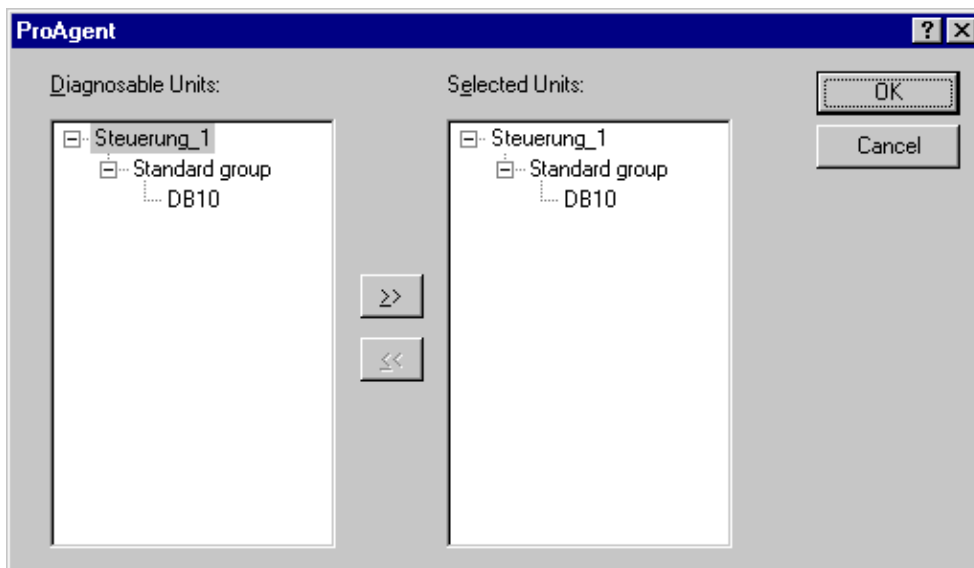 ProAgent
Diagnosable Units:
Steuerung_1
Standard group
DB10
>>
<<
Selected Units:
Steuerung_1
Standard group
DB10
OK
Cancel